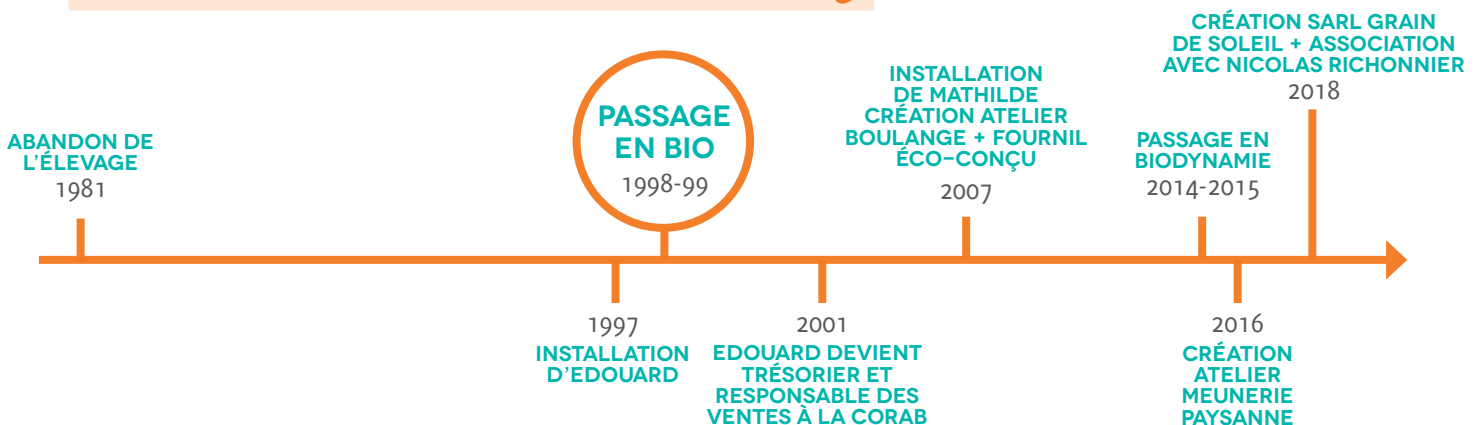 ABANDON DE
L'ÉLEVAGE
1981
1997
INSTALLATION
D'EDOUARD
PASSAGE
EN BIO
1998-99
2001
EDOUARD DEVIENT
TRÉSORIER ET
RESPONSABLE DES
VENTES À LA CORAB
INSTALLATION
DE MATHILDE
CRÉATION ATELIER
BOULANGE + FOURNIL
ÉCO-CONÇU
2007
PASSAGE EN
BIODYNAMIE
2014-2015
2016
CRÉATION
ATELIER
MEUNERIE
PAYSANNE
CRÉATION SARL GRAIN
DE SOLEIL + ASSOCIATION
AVEC NICOLAS RICHONNIER
2018